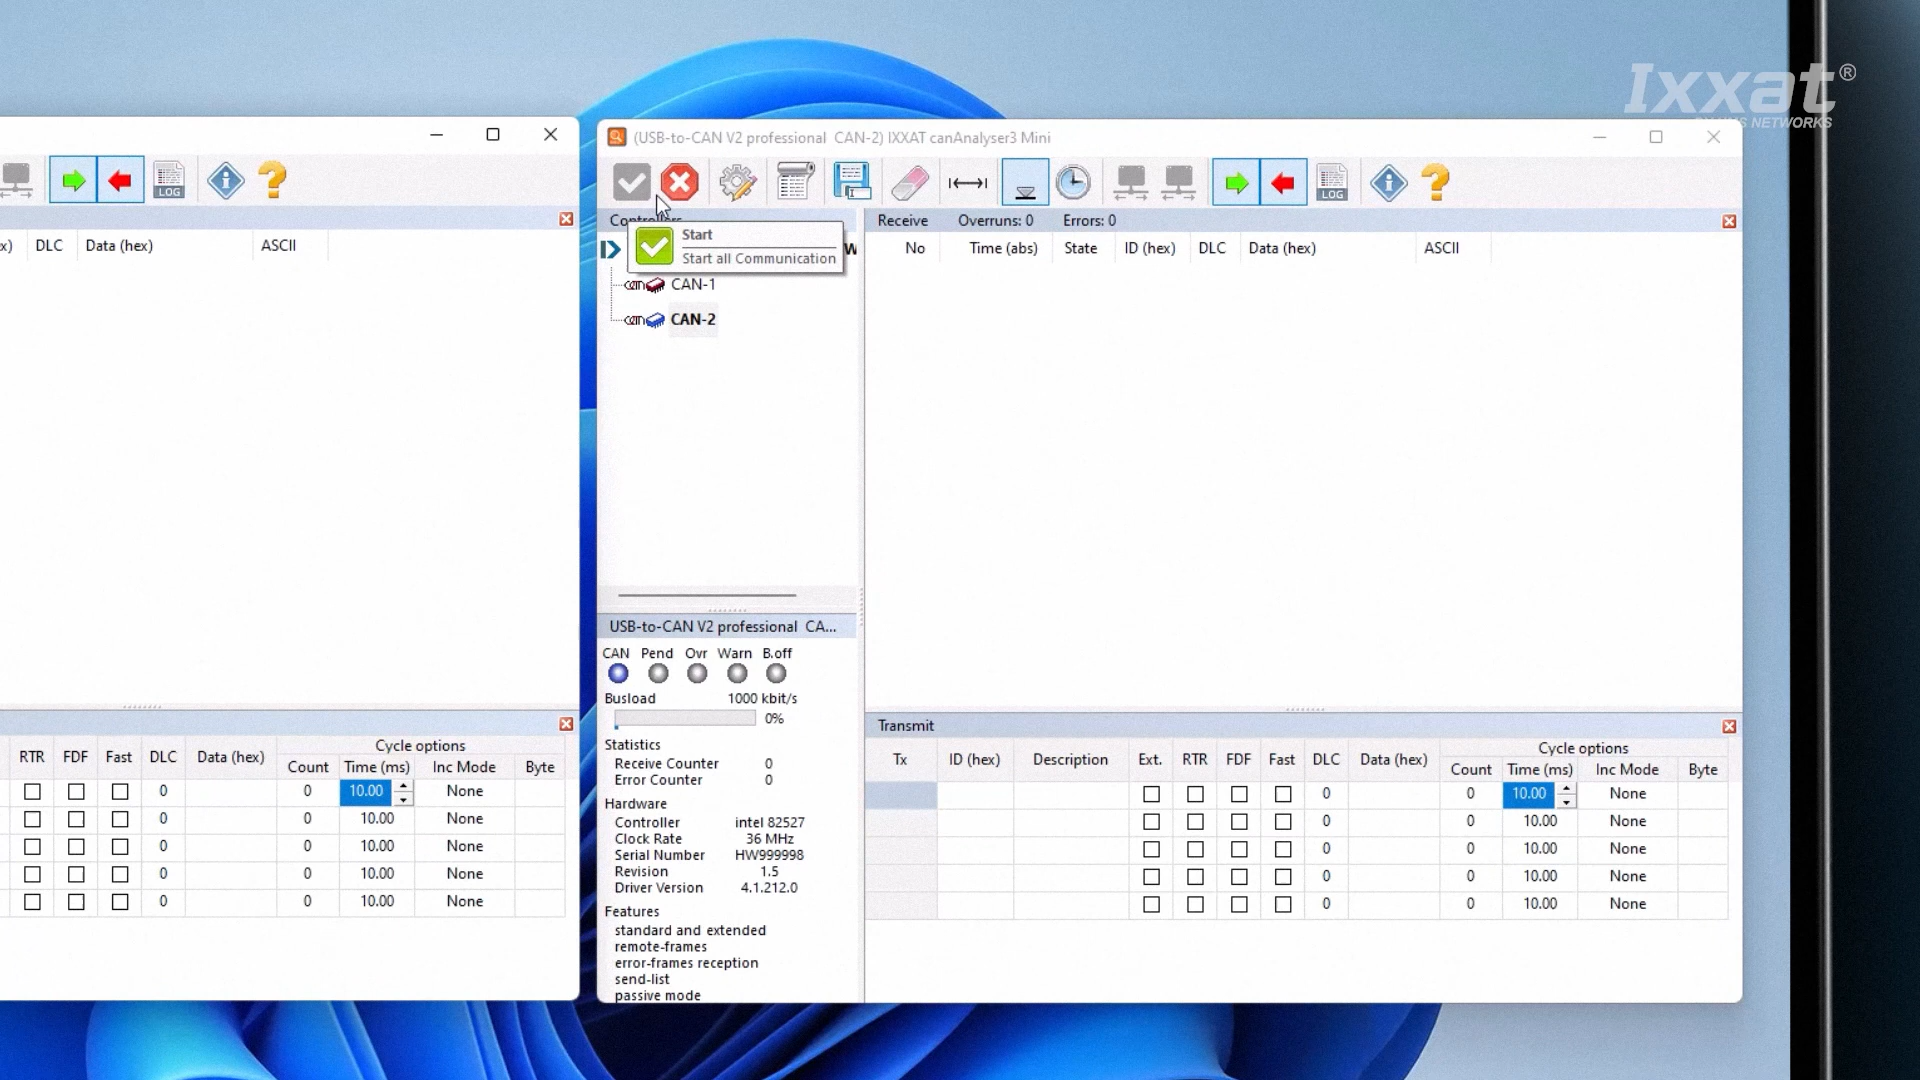 Ixxat®
NETWORKS
LOG
x) DLC Data (hex) ASCII
RTR FDF Fast DLC Data (hex) Cycle options
Count Time (ms) Inc Mode Byte
0 0 10.00 None
0 0 10.00 None
0 0 10.00 None
0 0 10.00 None
0 0 10.00 None
(USB-to-CAN V2 professional CAN-2) IXXAT canAnalyser3 Mini
LOG
Controllers
Start
Start all Communication
W
CAN-1
CAN-2
USB-to-CAN V2 professional CA...
CAN Pend Ovr Warn B.off
Busload 1000 kbit/s
0%
Statistics
Receive Counter 0
Error Counter 0
Hardware
Controller intel 82527
Clock Rate 36 MHz
Serial Number HW999998
Revision 1.5
Driver Version 4.1.212.0
Features
standard and extended
remote-frames
error-frames reception
send-list
passive mode
Receive Overruns: 0 Errors: 0
No Time (abs) State ID (hex) DLC Data (hex) ASCII
Transmit
Tx ID (hex) Description Ext. RTR FDF Fast DLC Data (hex) Cycle options
Count Time (ms) Inc Mode Byte
0 0 10.00 None
0 0 10.00 None
0 0 10.00 None
0 0 10.00 None
0 0 10.00 None